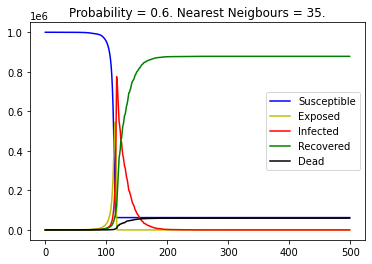 Probability = 0.6. Nearest Neigbours = 35.
1e6
1.0
0.8
0.6
0.4
0.2
0.0
Susceptible
Exposed
Infected
Recovered
Dead
0 100 200 300 400 500